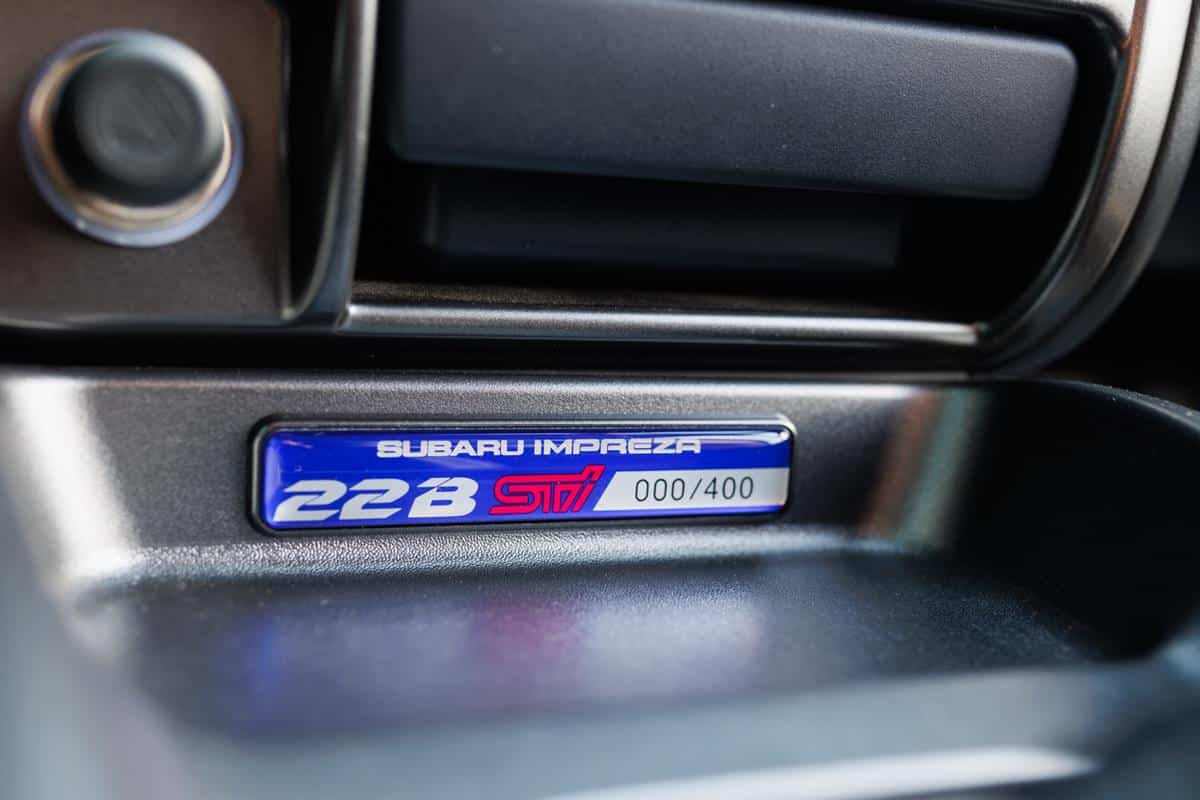 SUBARU IMPREZA
22B STi 000/400